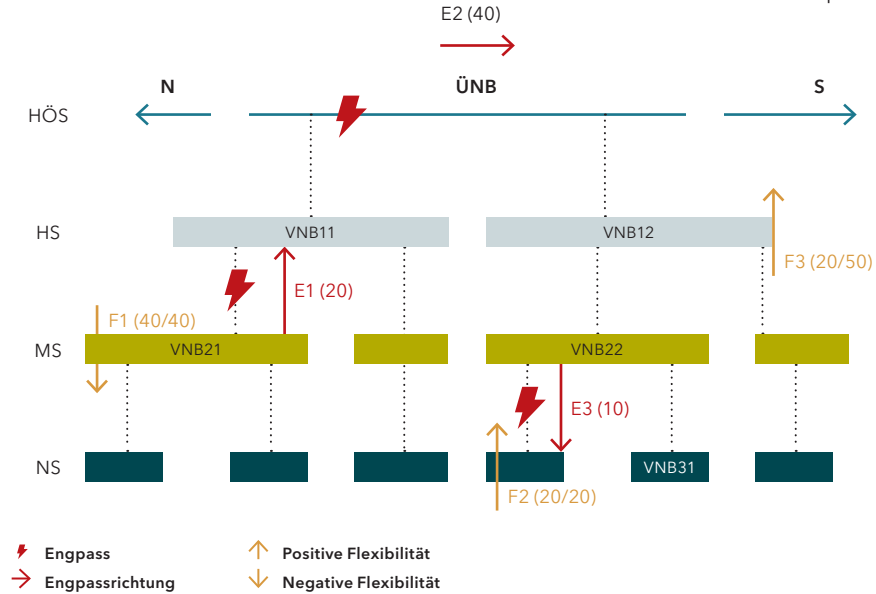 E2 (40)
N
ÜNB
S
HÖS
HS
VNB11
VNB12
E1 (20)
F3 (20/50)
F1 (40/40)
MS
VNB21
VNB22
E3 (10)
NS
VNB31
F2 (20/20)
Engpass
Positive Flexibilität
Engpassrichtung
Negative Flexibilität